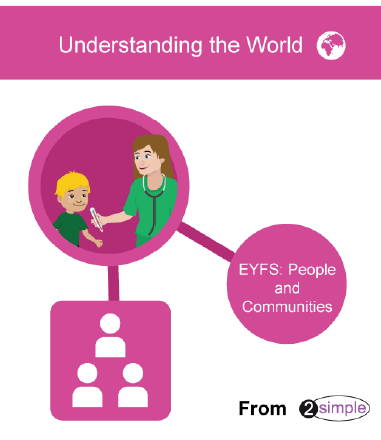 Understanding the World
EYFS: People
and
Communities
From 2simple